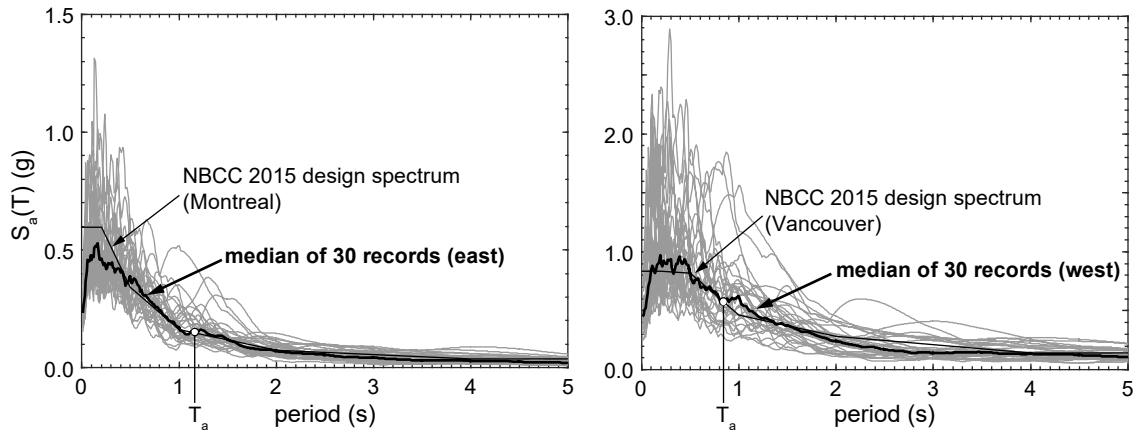 1.5
1.0
0.5
0.0
S_a(T) (g)
NBCC 2015 design spectrum
(Montreal)
median of 30 records (east)
0 1 2 3 4 5
T_a
period (s)
3.0
2.0
1.0
0.0
NBCC 2015 design spectrum
(Vancouver)
median of 30 records (west)
0 1 2 3 4 5
T_a
period (s)